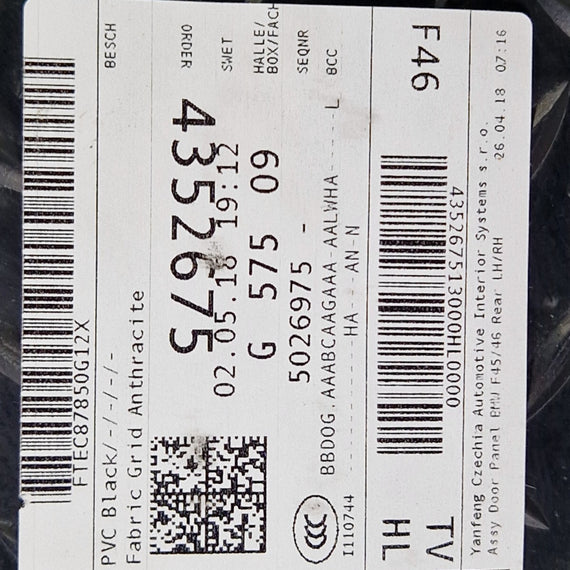 FTEC87850G12X
BESCH
PVC Black/-/-/-/-/-
Fabric Grid Anthracite
ORDER
4352675
SWET
02.05.18 19:12
HALLE/
BOX/FACH
G 575 09
SEQNR
5026975 -
BCC
BBDOG.AAABCAAGAAA-AALWHA-----L
----------------HA----AN-N
CCC
I110744
F46
435267513000HL0000
TV
HL
Yanfeng Czechia Automotive Interior Systems s.r.o.
Assy Door Panel BMW F45/46 Rear LH/RH
26.04.18 07:16